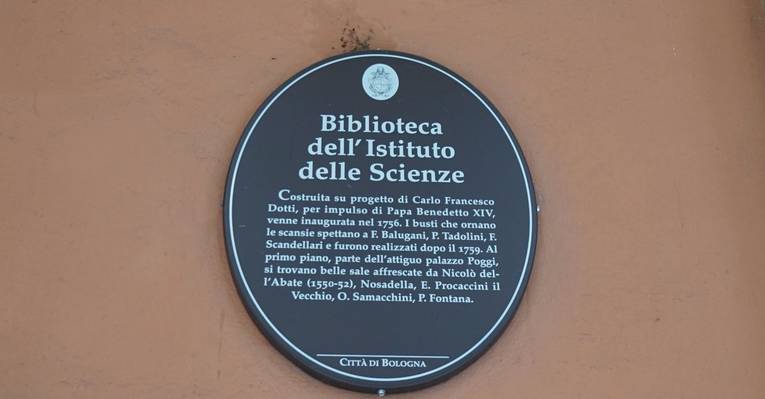 Biblioteca
dell'Istituto
delle Scienze
Costruita su progetto di Carlo Francesco
Dotti, per impulso di Papa Benedetto XIV,
venne inaugurata nel 1756. I busti che ornano
le scansie spettano a F. Balugani, P. Tadolini, F.
Scandellari e furono realizzati dopo il 1759. Al
primo piano, parte dell'attiguo palazzo Poggi,
si trovano belle sale affrescate da Nicolò del-
l'Abate (1550-52), Nosadella, E. Procaccini il
Vecchio, O. Samacchini, P. Fontana.
CITTÀ DI BOLOGNA